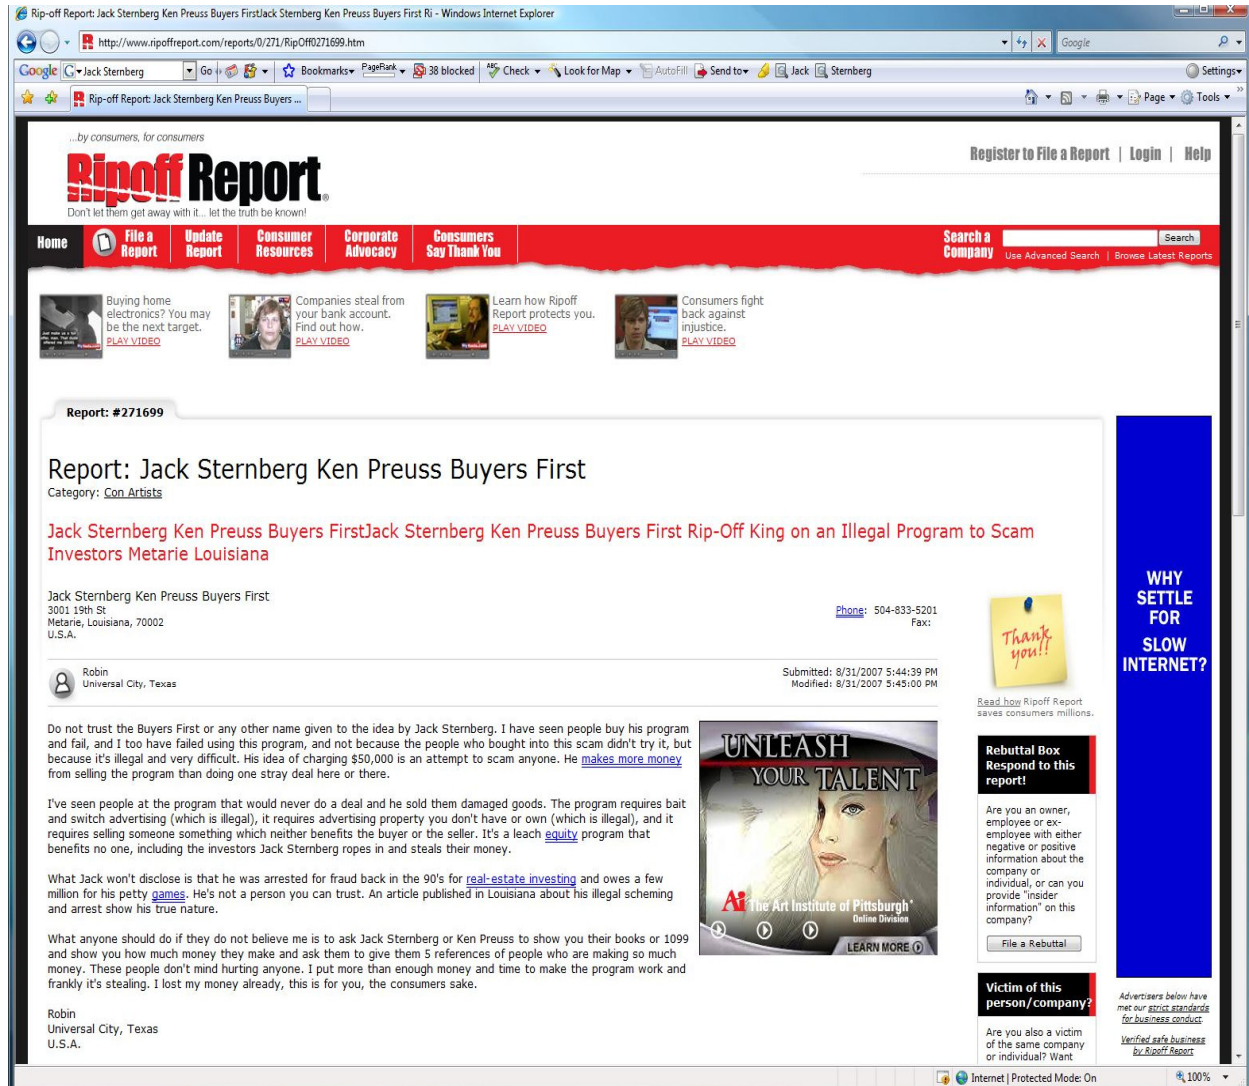 Rip-off Report: Jack Sternberg Ken Preuss Buyers FirstJack Sternberg Ken Preuss Buyers First Ri - Windows Internet Explorer
http://www.ripoffreport.com/reports/0/271/RipOff0271699.htm
Google
Google G Jack Sternberg Go Bookmarks PageRank 38 blocked ABC Check Look for Map AutoFill Send to Jack Sternberg Settings
Rip-off Report: Jack Sternberg Ken Preuss Buyers ... Page Tools
...by consumers, for consumers
Ripoff Report®
Don't let them get away with it... let the truth be known!
Register to File a Report | Login | Help
Home
File a Report
Update Report
Consumer Resources
Corporate Advocacy
Consumers Say Thank You
Search a Company
Search
Use Advanced Search | Browse Latest Reports
Buying home
electronics? You may
be the next target.
PLAY VIDEO
Companies steal from
your bank account.
Find out how.
PLAY VIDEO
Learn how Ripoff
Report protects you.
PLAY VIDEO
Consumers fight
back against
injustice.
PLAY VIDEO
Report: #271699
Report: Jack Sternberg Ken Preuss Buyers First
Category: Con Artists
Jack Sternberg Ken Preuss Buyers FirstJack Sternberg Ken Preuss Buyers First Rip-Off King on an Illegal Program to Scam
Investors Metarie Louisiana
Jack Sternberg Ken Preuss Buyers First
3001 19th St
Metarie, Louisiana, 70002
U.S.A.
Phone: 504-833-5201
Fax:
Robin
Universal City, Texas
Submitted: 8/31/2007 5:44:39 PM
Modified: 8/31/2007 5:45:00 PM
Do not trust the Buyers First or any other name given to the idea by Jack Sternberg. I have seen people buy his program
and fail, and I too have failed using this program, and not because the people who bought into this scam didn't try it, but
because it's illegal and very difficult. His idea of charging $50,000 is an attempt to scam anyone. He makes more money
from selling the program than doing one stray deal here or there.
I've seen people at the program that would never do a deal and he sold them damaged goods. The program requires bait
and switch advertising (which is illegal), it requires advertising property you don't have or own (which is illegal), and it
requires selling someone something which neither benefits the buyer or the seller. It's a leach equity program that
benefits no one, including the investors Jack Sternberg ropes in and steals their money.
What Jack won't disclose is that he was arrested for fraud back in the 90's for real-estate investing and owes a few
million for his petty games. He's not a person you can trust. An article published in Louisiana about his illegal scheming
and arrest show his true nature.
What anyone should do if they do not believe me is to ask Jack Sternberg or Ken Preuss to show you their books or 1099
and show you how much money they make and ask them to give them 5 references of people who are making so much
money. These people don't mind hurting anyone. I put more than enough money and time to make the program work and
frankly it's stealing. I lost my money already, this is for you, the consumers sake.
Robin
Universal City, Texas
U.S.A.
UNLEASH
YOUR TALENT
Ai The Art Institute of Pittsburgh
Online Division
LEARN MORE
Thank
you!!
Read how Ripoff Report
saves consumers millions.
Rebuttal Box
Respond to this
report!
Are you an owner,
employee or ex-
employee with either
negative or positive
information about the
company or
individual, or can you
provide "insider
information" on this
company?
File a Rebuttal
Victim of this
person/company?
Are you also a victim
of the same company
or individual? Want
WHY
SETTLE
FOR
SLOW
INTERNET?
Advertisers below have
met our strict standards
for business conduct.
Verified safe business
by Ripoff Report
Internet | Protected Mode: On
100%